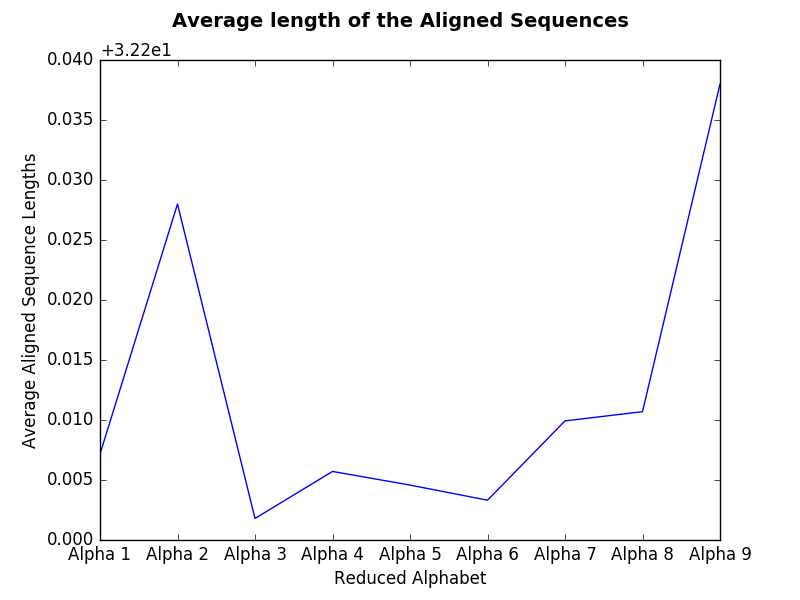 Average length of the Aligned Sequences
+3.22e1
0.040
0.035
0.030
0.025
0.020
0.015
0.010
0.005
0.000
Average Aligned Sequence Lengths
Alpha 1 Alpha 2 Alpha 3 Alpha 4 Alpha 5 Alpha 6 Alpha 7 Alpha 8 Alpha 9
Reduced Alphabet